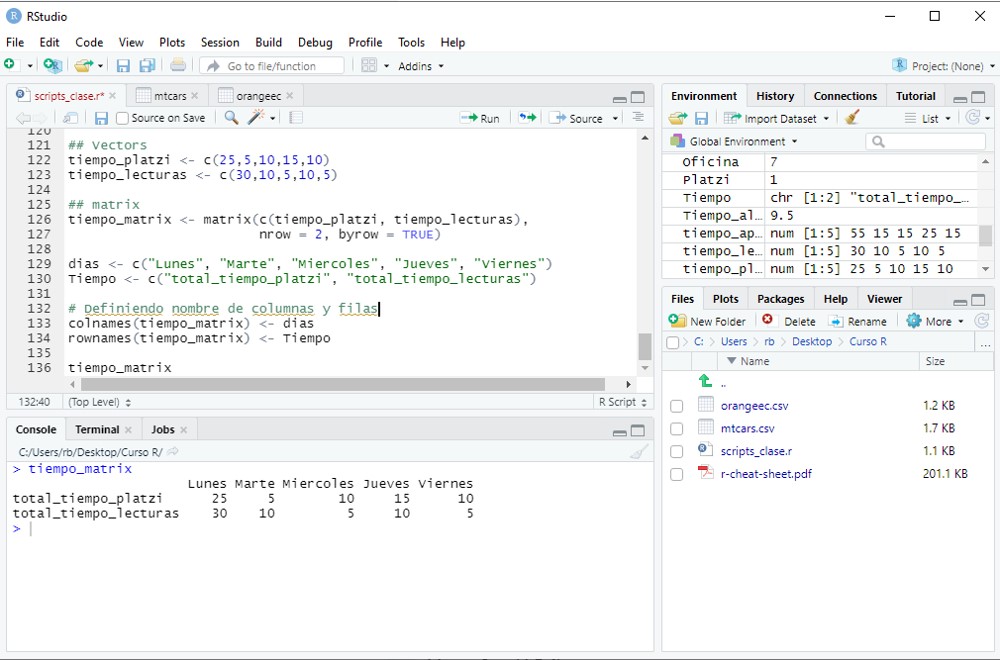 RStudio
File Edit Code View Plots Session Build Debug Profile Tools Help
Go to file/function Addins Project: (None)
scripts_clase.r* mtcars orangeec
Source on Save Run Source
120
121 ## Vectors
122 tiempo_platzi <- c(25,5,10,15,10)
123 tiempo_lecturas <- c(30,10,5,10,5)
124
125 ## matrix
126 tiempo_matrix <- matrix(c(tiempo_platzi, tiempo_lecturas),
127 nrow = 2, byrow = TRUE)
128
129 dias <- c("Lunes", "Marte", "Miercoles", "Jueves", "Viernes")
130 Tiempo <- c("total_tiempo_platzi", "total_tiempo_lecturas")
131
132 # Definiendo nombre de columnas y filas
133 colnames(tiempo_matrix) <- dias
134 rownames(tiempo_matrix) <- Tiempo
135
136 tiempo_matrix
132:40 (Top Level) R Script
Console Terminal Jobs
C:/Users/rb/Desktop/Curso R/
> tiempo_matrix
Lunes Marte Miercoles Jueves Viernes
total_tiempo_platzi 25 5 10 15 10
total_tiempo_lecturas 30 10 5 10 5
>
Environment History Connections Tutorial
Import Dataset List
Global Environment
Oficina 7
Platzi 1
Tiempo chr [1:2] "total_tiempo_…
Tiempo_al… 9.5
tiempo_ap… num [1:5] 55 15 15 25 15
tiempo_le… num [1:5] 30 10 5 10 5
tiempo_pl… num [1:5] 25 5 10 15 10
Files Plots Packages Help Viewer
New Folder Delete Rename More
C: Users rb Desktop Curso R ...
Name Size
..
orangeec.csv 1.2 KB
mtcars.csv 1.7 KB
scripts_clase.r 1.1 KB
r-cheat-sheet.pdf 201.1 KB